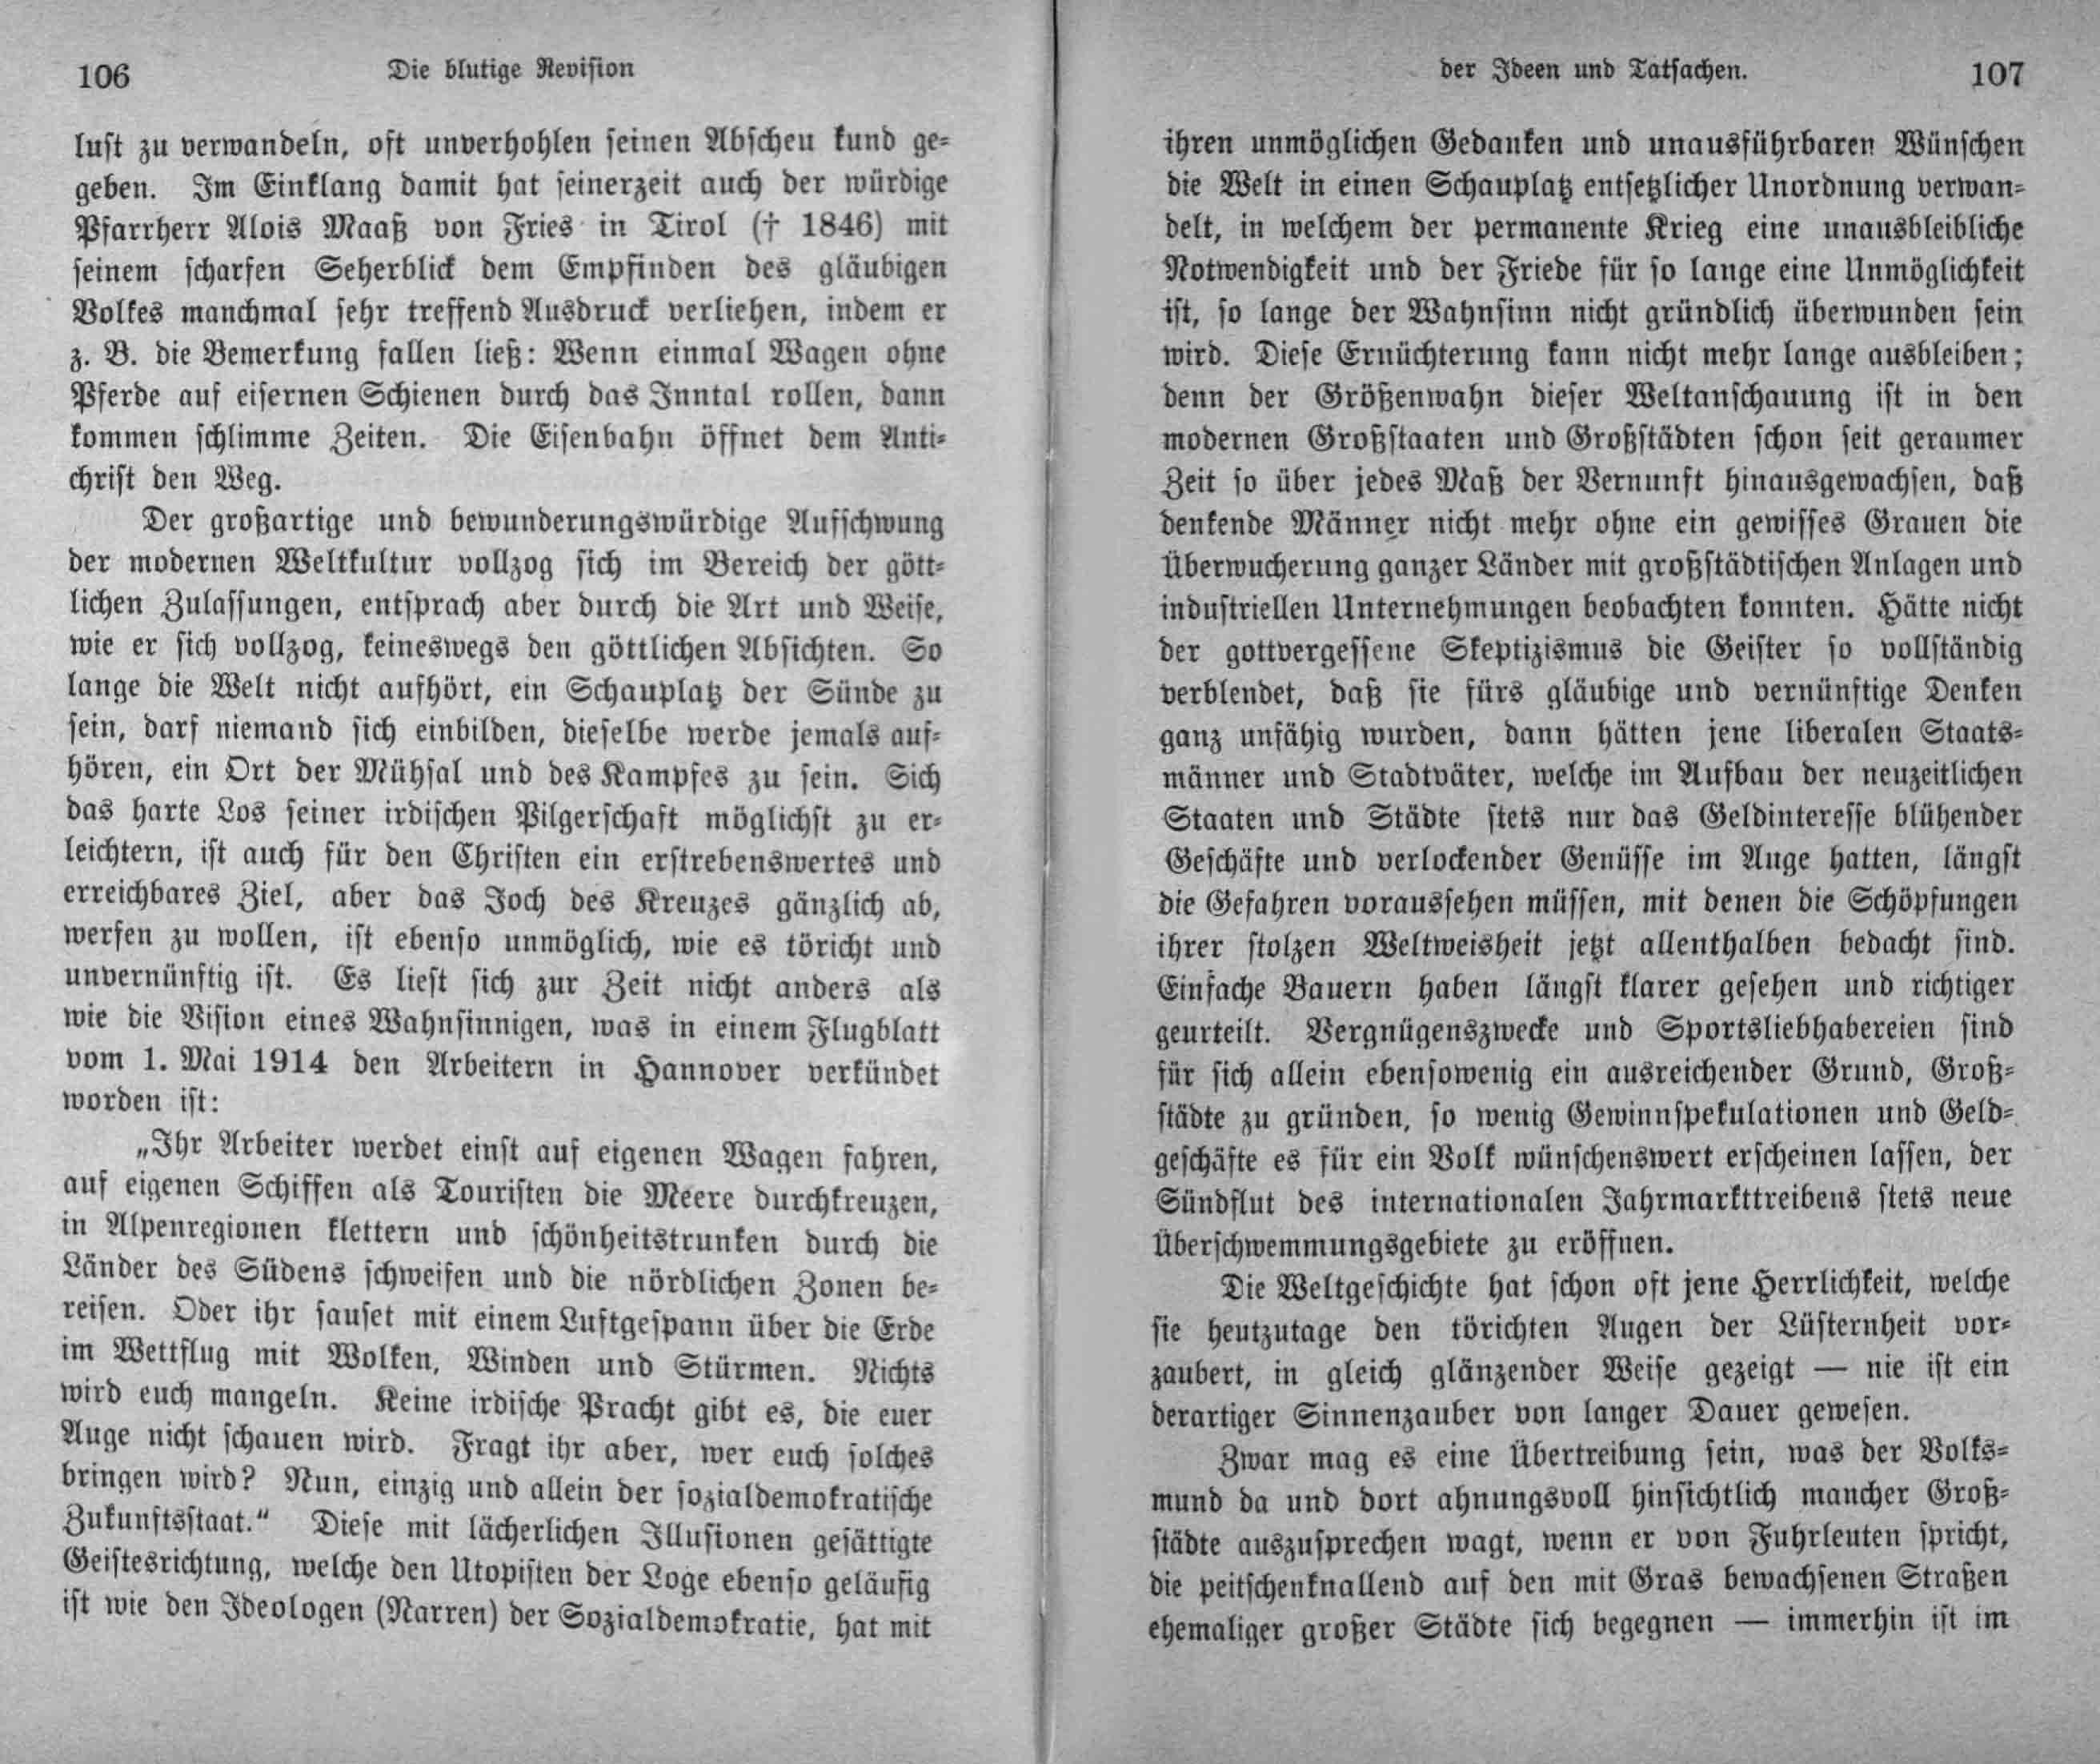 106
Die blutige Revision
lust zu verwandeln, oft unverhohlen seinen Abscheu kund ge-
geben. Im Einklang damit hat seinerzeit auch der würdige
Pfarrherr Alois Maaß von Fries in Tirol († 1846) mit
seinem scharfen Seherblick dem Empfinden des gläubigen
Volkes manchmal sehr treffend Ausdruck verliehen, indem er
z. B. die Bemerkung fallen ließ: Wenn einmal Wagen ohne
Pferde auf eisernen Schienen durch das Inntal rollen, dann
kommen schlimme Zeiten. Die Eisenbahn öffnet dem Anti-
christ den Weg.
Der großartige und bewunderungswürdige Aufschwung
der modernen Weltkultur vollzog sich im Bereich der gött-
lichen Zulassungen, entsprach aber durch die Art und Weise,
wie er sich vollzog, keineswegs den göttlichen Absichten. So
lange die Welt nicht aufhört, ein Schauplatz der Sünde zu
sein, darf niemand sich einbilden, dieselbe werde jemals auf-
hören, ein Ort der Mühsal und des Kampfes zu sein. Sich
das harte Los seiner irdischen Pilgerschaft möglichst zu er-
leichtern, ist auch für den Christen ein erstrebenswertes und
erreichbares Ziel, aber das Joch des Kreuzes gänzlich ab,
werfen zu wollen, ist ebenso unmöglich, wie es töricht und
unvernünftig ist. Es liest sich zur Zeit nicht anders als
wie die Vision eines Wahnsinnigen, was in einem Flugblatt
vom 1. Mai 1914 den Arbeitern in Hannover verkündet
worden ist:
„Ihr Arbeiter werdet einst auf eigenen Wagen fahren,
auf eigenen Schiffen als Touristen die Meere durchkreuzen,
in Alpenregionen klettern und schönheitstrunken durch die
Länder des Südens schweifen und die nördlichen Zonen be-
reisen. Oder ihr sauset mit einem Luftgespann über die Erde
im Wettflug mit Wolken, Winden und Stürmen. Nichts
wird euch mangeln. Keine irdische Pracht gibt es, die euer
Auge nicht schauen wird. Fragt ihr aber, wer euch solches
bringen wird? Nun, einzig und allein der sozialdemokratische
Zukunftsstaat.“ Diese mit lächerlichen Illusionen gesättigte
Geistesrichtung, welche den Utopisten der Loge ebenso geläufig
ist wie den Ideologen (Narren) der Sozialdemokratie, hat mit
der Ideen und Tatsachen.
107
ihren unmöglichen Gedanken und unausführbaren Wünschen
die Welt in einen Schauplatz entsetzlicher Unordnung verwan-
delt, in welchem der permanente Krieg eine unausbleibliche
Notwendigkeit und der Friede für so lange eine Unmöglichkeit
ist, so lange der Wahnsinn nicht gründlich überwunden sein
wird. Diese Ernüchterung kann nicht mehr lange ausbleiben;
denn der Größenwahn dieser Weltanschauung ist in den
modernen Großstaaten und Großstädten schon seit geraumer
Zeit so über jedes Maß der Vernunft hinausgewachsen, daß
denkende Männer nicht mehr ohne ein gewisses Grauen die
Überwucherung ganzer Länder mit großstädtischen Anlagen und
industriellen Unternehmungen beobachten konnten. Hätte nicht
der gottvergessene Skeptizismus die Geister so vollständig
verblendet, daß sie fürs gläubige und vernünftige Denken
ganz unfähig wurden, dann hätten jene liberalen Staats-
männer und Stadtväter, welche im Aufbau der neuzeitlichen
Staaten und Städte stets nur das Geldinteresse blühender
Geschäfte und verlockender Genüsse im Auge hatten, längst
die Gefahren voraussehen müssen, mit denen die Schöpfungen
ihrer stolzen Weltweisheit jetzt allenthalben bedacht sind.
Einfache Bauern haben längst klarer gesehen und richtiger
geurteilt. Vergnügenszwecke und Sportsliebhabereien sind
für sich allein ebensowenig ein ausreichender Grund, Groß-
städte zu gründen, so wenig Gewinnspekulationen und Geld-
geschäfte es für ein Volk wünschenswert erscheinen lassen, der
Sündflut des internationalen Jahrmarkttreibens stets neue
Überschwemmungsgebiete zu eröffnen.
Die Weltgeschichte hat schon oft jene Herrlichkeit, welche
sie heutzutage den törichten Augen der Lüsternheit vor-
zaubert, in gleich glänzender Weise gezeigt — nie ist ein
derartiger Sinnenzauber von langer Dauer gewesen.
Zwar mag es eine Übertreibung sein, was der Volks-
mund da und dort ahnungsvoll hinsichtlich mancher Groß-
städte auszusprechen wagt, wenn er von Fuhrleuten spricht,
die peitschenknallend auf den mit Gras bewachsenen Straßen
ehemaliger großer Städte sich begegnen — immerhin ist im